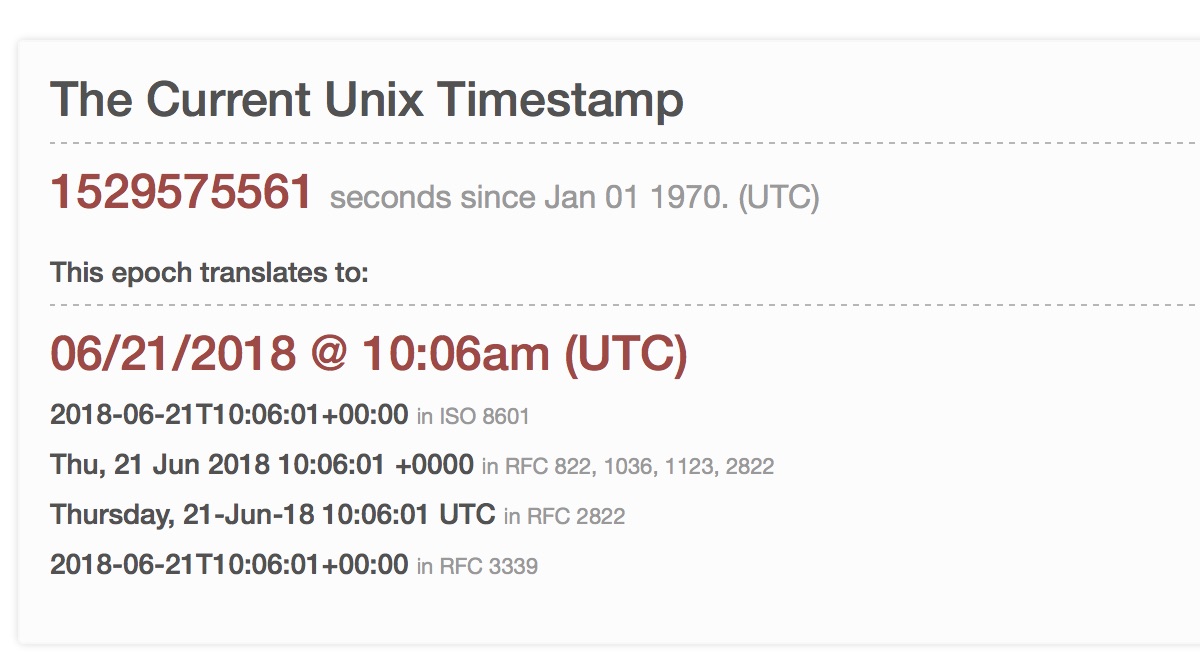 The Current Unix Timestamp
1529575561 seconds since Jan 01 1970. (UTC)
This epoch translates to:
06/21/2018 @ 10:06am (UTC)
2018-06-21T10:06:01+00:00 in ISO 8601
Thu, 21 Jun 2018 10:06:01 +0000 in RFC 822, 1036, 1123, 2822
Thursday, 21-Jun-18 10:06:01 UTC in RFC 2822
2018-06-21T10:06:01+00:00 in RFC 3339